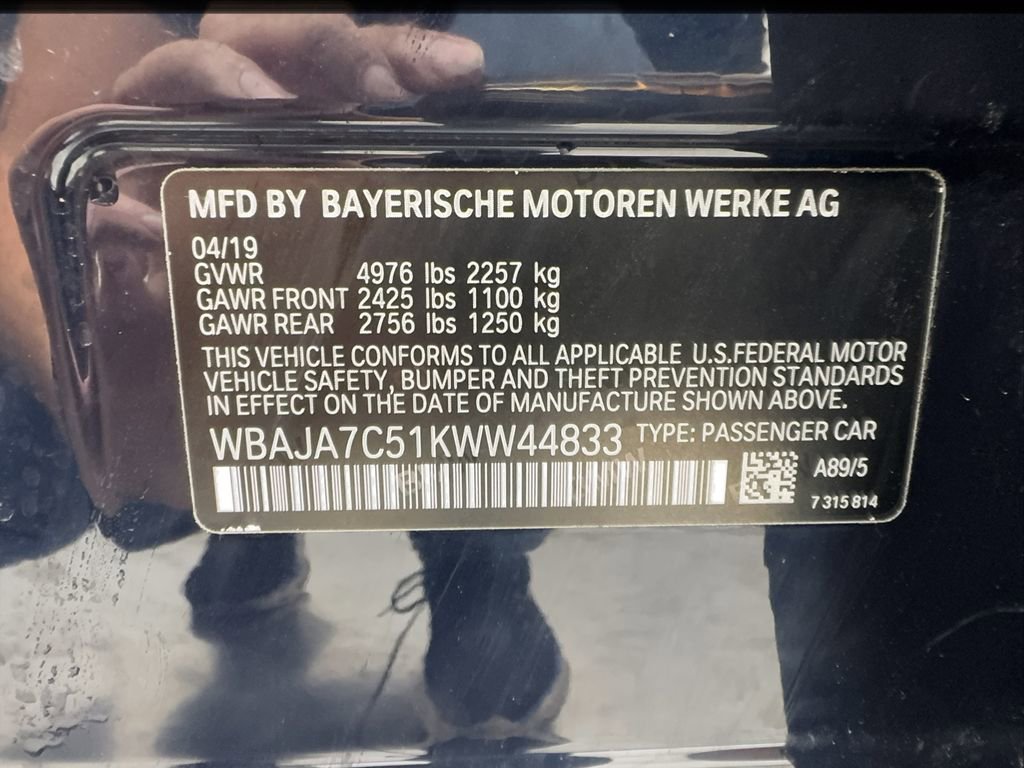 MFD BY BAYERISCHE MOTOREN WERKE AG
04/19
GVWR 4976 lbs 2257 kg
GAWR FRONT 2425 lbs 1100 kg
GAWR REAR 2756 lbs 1250 kg
THIS VEHICLE CONFORMS TO ALL APPLICABLE U.S.FEDERAL MOTOR
VEHICLE SAFETY, BUMPER AND THEFT PREVENTION STANDARDS
IN EFFECT ON THE DATE OF MANUFACTURE SHOWN ABOVE.
WBAJA7C51KWW44833 TYPE: PASSENGER CAR
A89/5
7 315 814